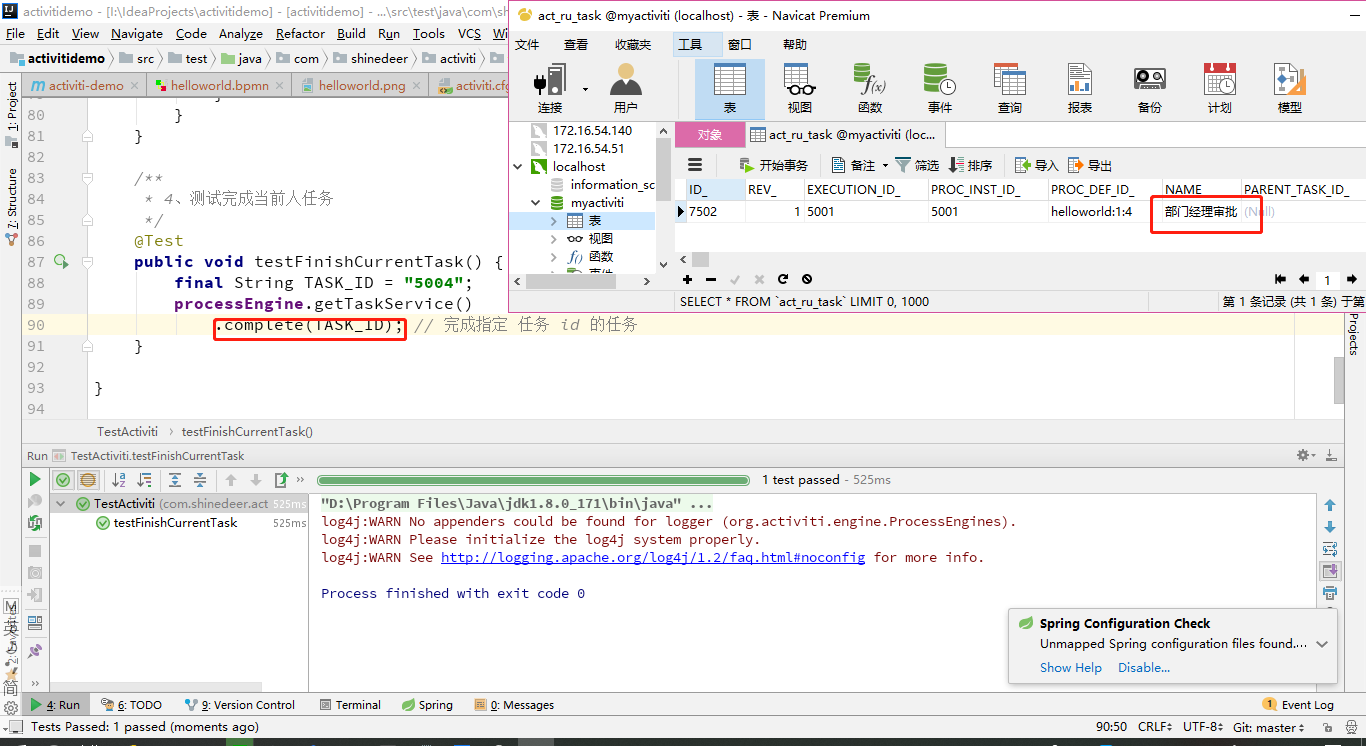 activitidemo - [I:\IdeaProjects\activitidemo] - [activitidemo] - ...\src\test\java\com\sh
File Edit View Navigate Code Analyze Refactor Build Run Tools VCS Wi
activitidemo src test java com shinedeer activiti
activiti-demo helloworld.bpmn helloworld.png activiti.cfg
1: Project
7: Structure
act_ru_task @myactiviti (localhost) - 表 - Navicat Premium
文件 查看 收藏夹 工具 窗口 帮助
连接 用户 表 视图 函数 事件 查询 报表 备份 计划 模型
172.16.54.140
172.16.54.51
localhost
information_sc
myactiviti
表
视图
函数
事件
对象 act_ru_task @myactiviti (loc...
开始事务 备注 筛选 排序 导入 导出
ID_ REV_ EXECUTION_ID_ PROC_INST_ID_ PROC_DEF_ID_ NAME PARENT_TASK_ID_
7502 1 5001 5001 helloworld:1:4 部门经理审批 (Null)
1
SELECT * FROM `act_ru_task` LIMIT 0, 1000 第 1 条记录 (共 1 条) 于第
80 }
81 }
82
83 /**
84 * 4、测试完成当前人任务
85 */
86 @Test
87 public void testFinishCurrentTask() {
88 final String TASK_ID = "5004";
89 processEngine.getTaskService()
90 .complete(TASK_ID); // 完成指定 任务 id 的任务
91 }
92
93 }
94
Projects
TestActiviti testFinishCurrentTask()
Run TestActiviti.testFinishCurrentTask
1 test passed - 525ms
TestActiviti (com.shinedeer.act 525ms
testFinishCurrentTask 525ms
"D:\Program Files\Java\jdk1.8.0_171\bin\java" ...
log4j:WARN No appenders could be found for logger (org.activiti.engine.ProcessEngines).
log4j:WARN Please initialize the log4j system properly.
log4j:WARN See http://logging.apache.org/log4j/1.2/faq.html#noconfig for more info.
Process finished with exit code 0
Spring Configuration Check
Unmapped Spring configuration files found....
Show Help Disable...
M
英
简
4: Run 6: TODO 9: Version Control Terminal Spring 0: Messages 1 Event Log
Tests Passed: 1 passed (moments ago) 90:50 CRLF UTF-8 Git: master